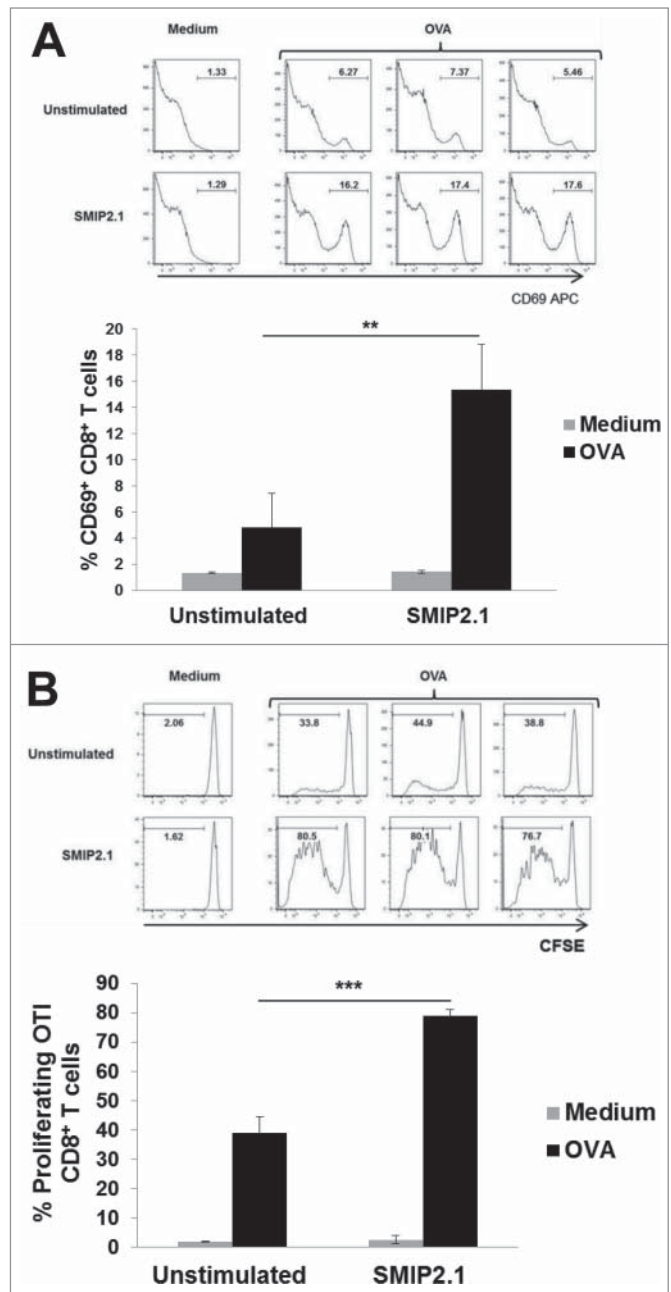 A
Medium
OVA
Unstimulated
1.33
6.27
7.37
5.46
SMIP2.1
1.29
16.2
17.4
17.6
CD69 APC
% CD69⁺ CD8⁺ T cells
20
18
16
14
12
10
8
6
4
2
0
**
Medium
OVA
Unstimulated
SMIP2.1
B
Medium
OVA
Unstimulated
2.06
33.8
44.9
38.8
SMIP2.1
1.62
80.5
80.1
76.7
CFSE
% Proliferating OTI
CD8⁺ T cells
90
80
70
60
50
40
30
20
10
0
***
Medium
OVA
Unstimulated
SMIP2.1